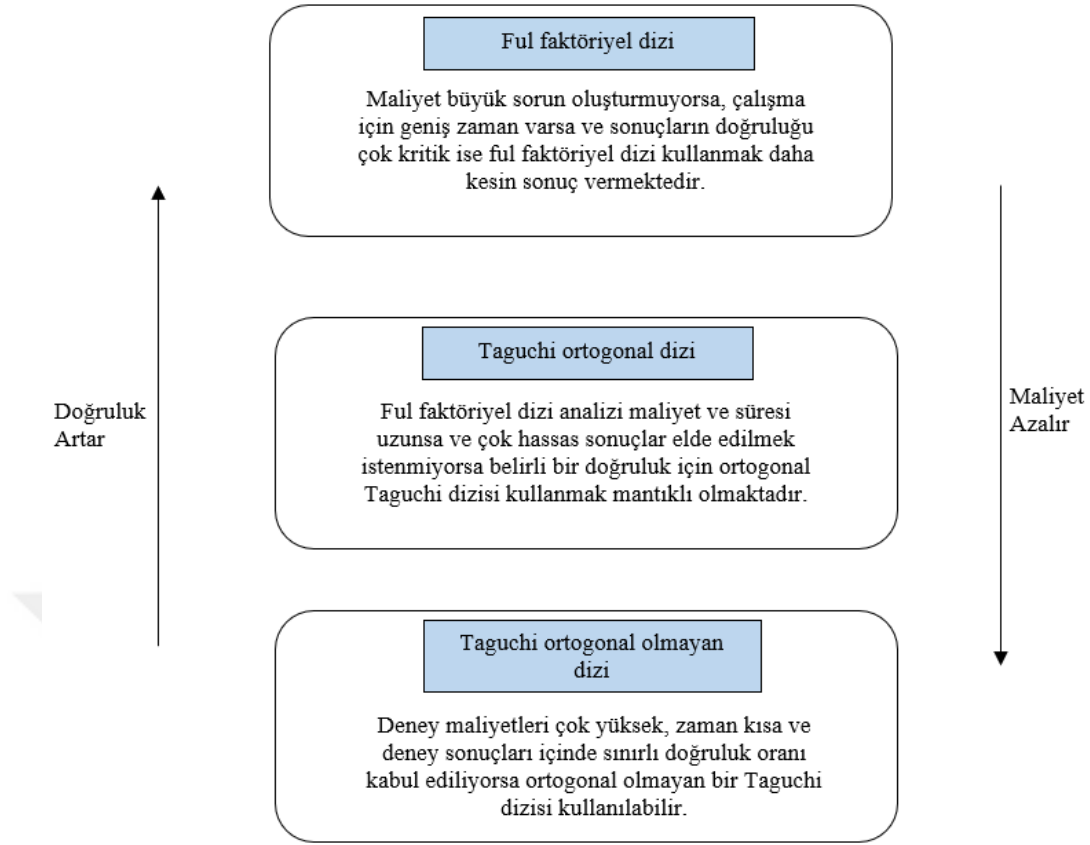 Ful faktöriyel dizi
Maliyet büyük sorun oluşturmuyorsa, çalışma
için geniş zaman varsa ve sonuçların doğruluğu
çok kritik ise ful faktöriyel dizi kullanmak daha
kesin sonuç vermektedir.
Taguchi ortogonal dizi
Ful faktöriyel dizi analizi maliyet ve süresi
uzunsa ve çok hassas sonuçlar elde edilmek
istenmiyorsa belirli bir doğruluk için ortogonal
Taguchi dizisi kullanmak mantıklı olmaktadır.
Doğruluk
Artar
Maliyet
Azalır
Taguchi ortogonal olmayan
dizi
Deney maliyetleri çok yüksek, zaman kısa ve
deney sonuçları içinde sınırlı doğruluk oranı
kabul ediliyorsa ortogonal olmayan bir Taguchi
dizisi kullanılabilir.